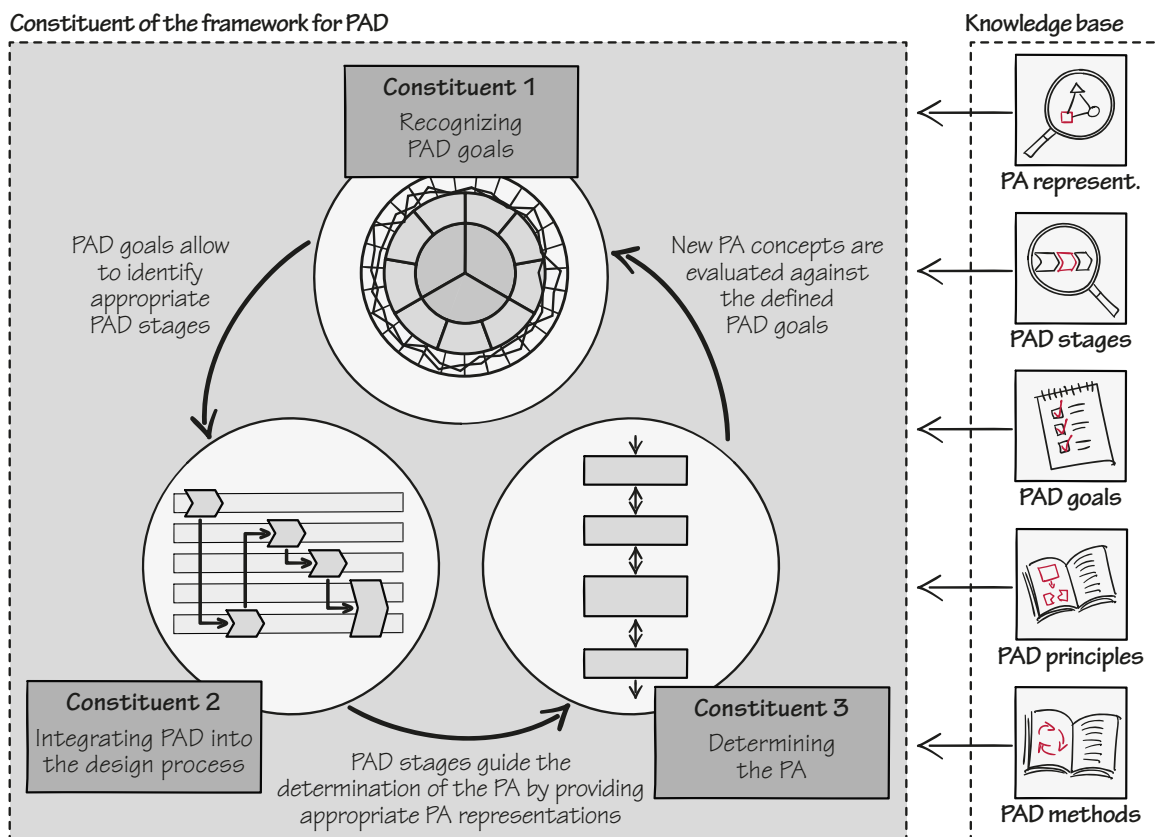 Constituent of the framework for PAD
Knowledge base
Constituent 1
Recognizing
PAD goals
PAD goals allow
to identify
appropriate
PAD stages
New PA concepts are
evaluated against
the defined
PAD goals
Constituent 2
Integrating PAD into
the design process
PAD stages guide the
determination of the PA by providing
appropriate PA representations
Constituent 3
Determining
the PA
PA represent.
PAD stages
PAD goals
PAD principles
PAD methods